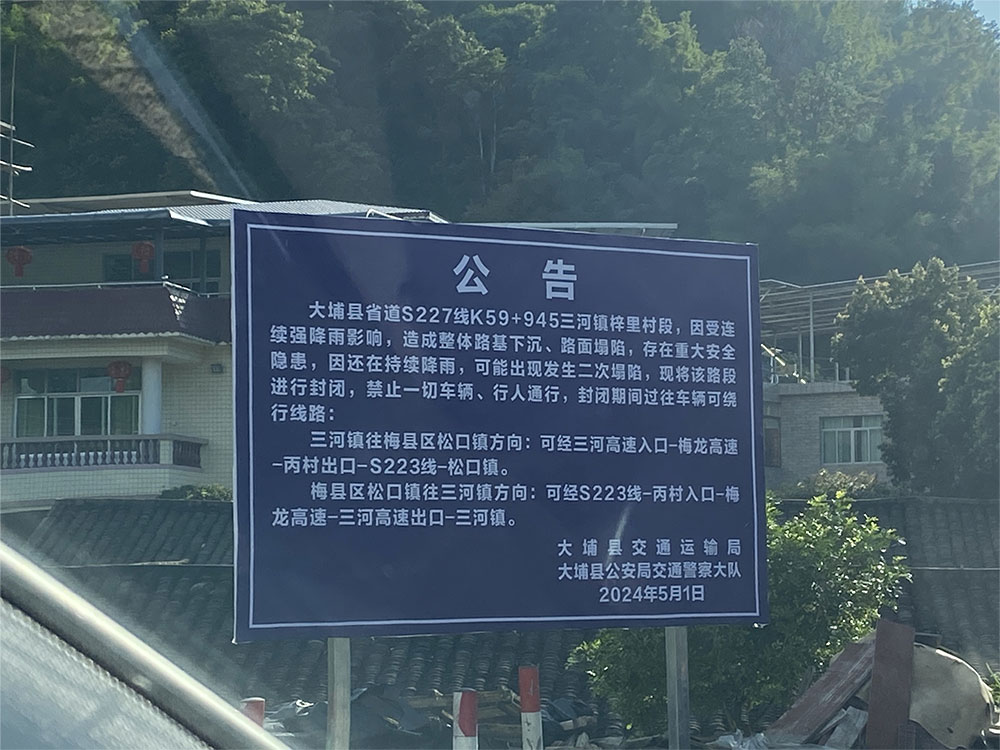 公 告
大埔县省道S227线K59+945三河镇梓里村段，因受连
续强降雨影响，造成整体路基下沉、路面塌陷，存在重大安全
隐患，因还在持续降雨，可能出现发生二次塌陷，现将该路段
进行封闭，禁止一切车辆、行人通行，封闭期间过往车辆可绕
行线路：
三河镇往梅县区松口镇方向：可经三河高速入口-梅龙高速
-丙村出口-S223线-松口镇。
梅县区松口镇往三河镇方向：可经S223线-丙村入口-梅
龙高速-三河高速出口-三河镇。
大埔县交通运输局
大埔县公安局交通警察大队
2024年5月1日